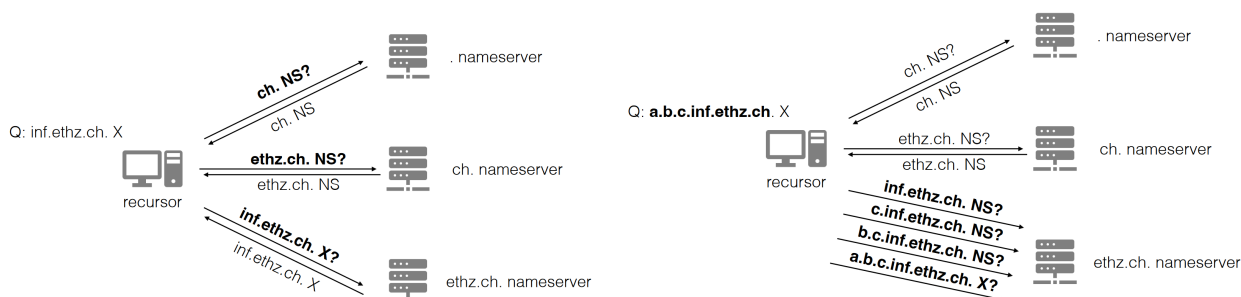 . nameserver
ch. NS?
ch. NS
Q: inf.ethz.ch. X
ethz.ch. NS?
ethz.ch. NS
ch. nameserver
recursor
inf.ethz.ch. X?
inf.ethz.ch. X
ethz.ch. nameserver
. nameserver
ch. NS?
ch. NS
Q: a.b.c.inf.ethz.ch. X
ethz.ch. NS?
ethz.ch. NS
ch. nameserver
recursor
inf.ethz.ch. NS?
c.inf.ethz.ch. NS?
b.c.inf.ethz.ch. NS?
a.b.c.inf.ethz.ch. X?
ethz.ch. nameserver